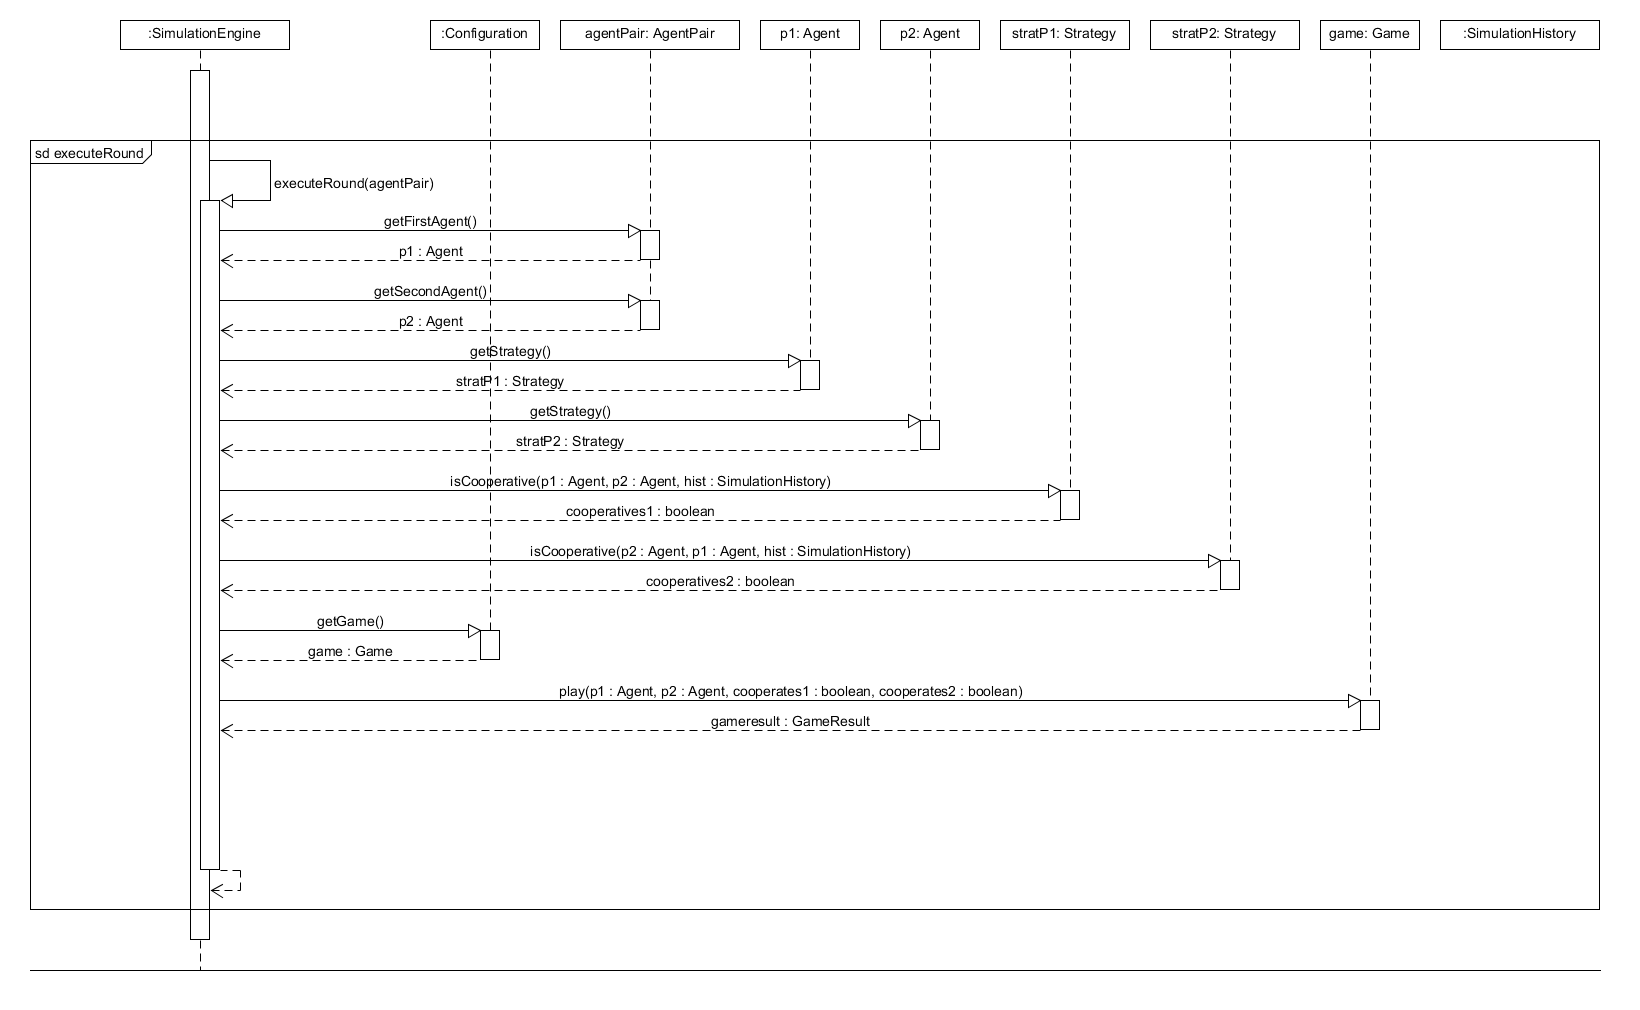 :SimulationEngine
:Configuration
agentPair: AgentPair
p1: Agent
p2: Agent
stratP1: Strategy
stratP2: Strategy
game: Game
:SimulationHistory
sd executeRound
executeRound(agentPair)
getFirstAgent()
p1 : Agent
getSecondAgent()
p2 : Agent
getStrategy()
stratP1 : Strategy
getStrategy()
stratP2 : Strategy
isCooperative(p1 : Agent, p2 : Agent, hist : SimulationHistory)
cooperatives1 : boolean
isCooperative(p2 : Agent, p1 : Agent, hist : SimulationHistory)
cooperatives2 : boolean
getGame()
game : Game
play(p1 : Agent, p2 : Agent, cooperates1 : boolean, cooperates2 : boolean)
gameresult : GameResult